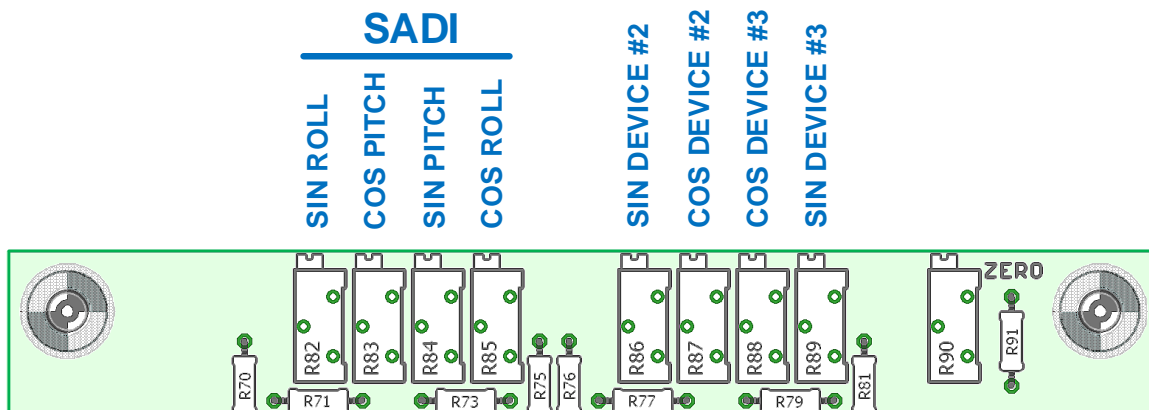 SADI
SIN ROLL
COS PITCH
SIN PITCH
COS ROLL
SIN DEVICE #2
COS DEVICE #2
COS DEVICE #3
SIN DEVICE #3
ZERO
R82
R83
R84
R85
R86
R87
R88
R89
R90
R91
R70
R71
R73
R75
R76
R77
R79
R81